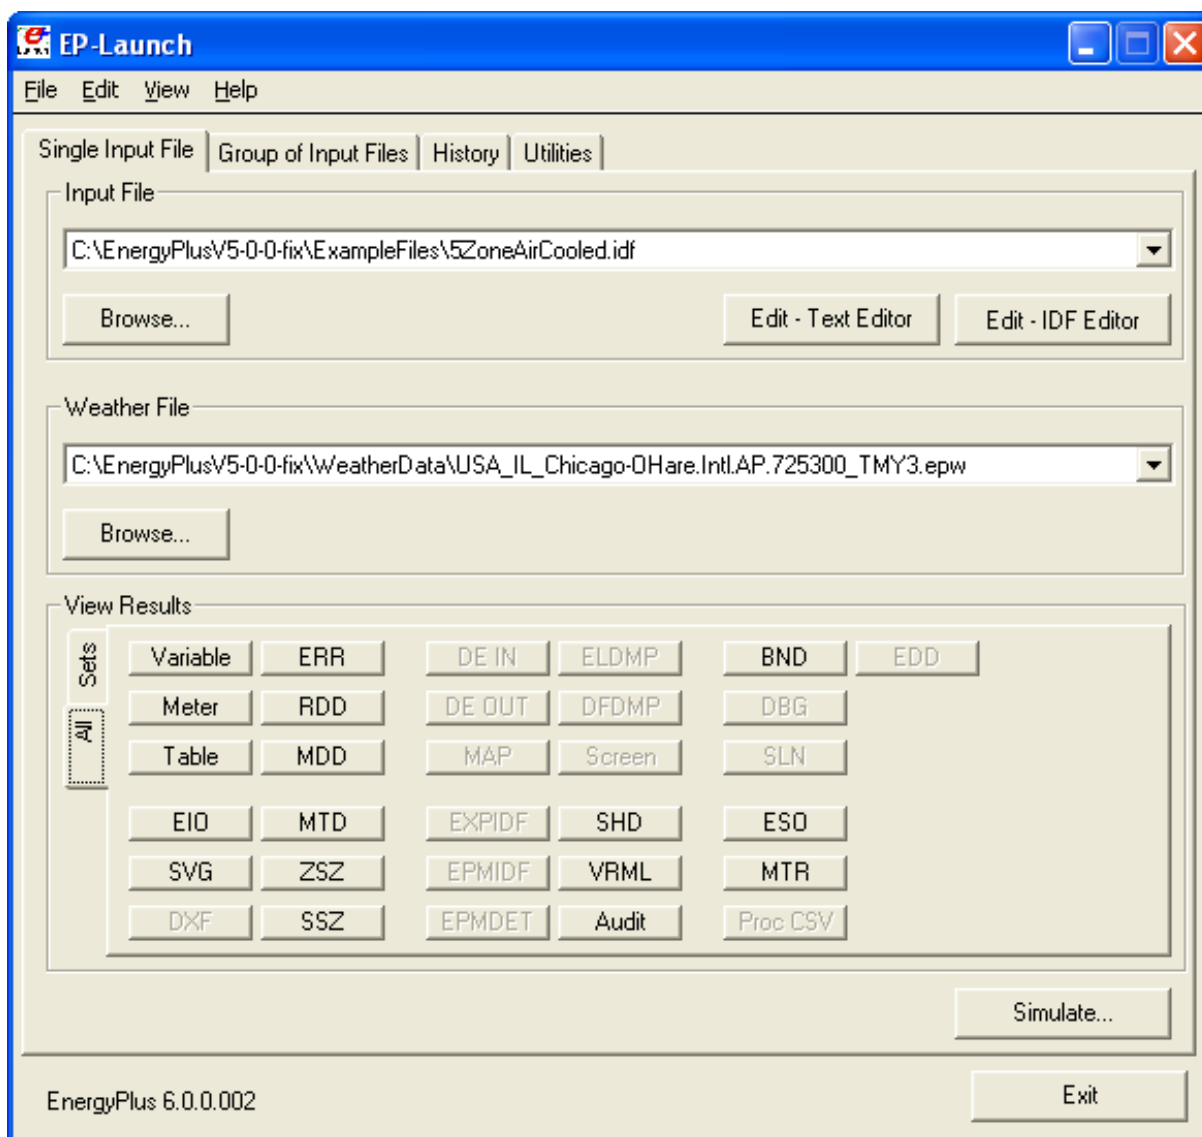 EP-Launch
File Edit View Help
Single Input File Group of Input Files History Utilities
Input File
C:\EnergyPlusV5-0-0-fix\ExampleFiles\5ZoneAirCooled.idf
Browse... Edit - Text Editor Edit - IDF Editor
Weather File
C:\EnergyPlusV5-0-0-fix\WeatherData\USA_IL_Chicago-OHare.Intl.AP.725300_TMY3.epw
Browse...
View Results
Sets
All
Variable ERR DE IN ELDMP BND EDD
Meter RDD DE OUT DFDMP DBG
Table MDD MAP Screen SLN
EIO MTD EXPIDF SHD ESO
SVG ZSZ EPMIDF VRML MTR
DXF SSZ EPMDET Audit Proc CSV
Simulate...
EnergyPlus 6.0.0.002 Exit